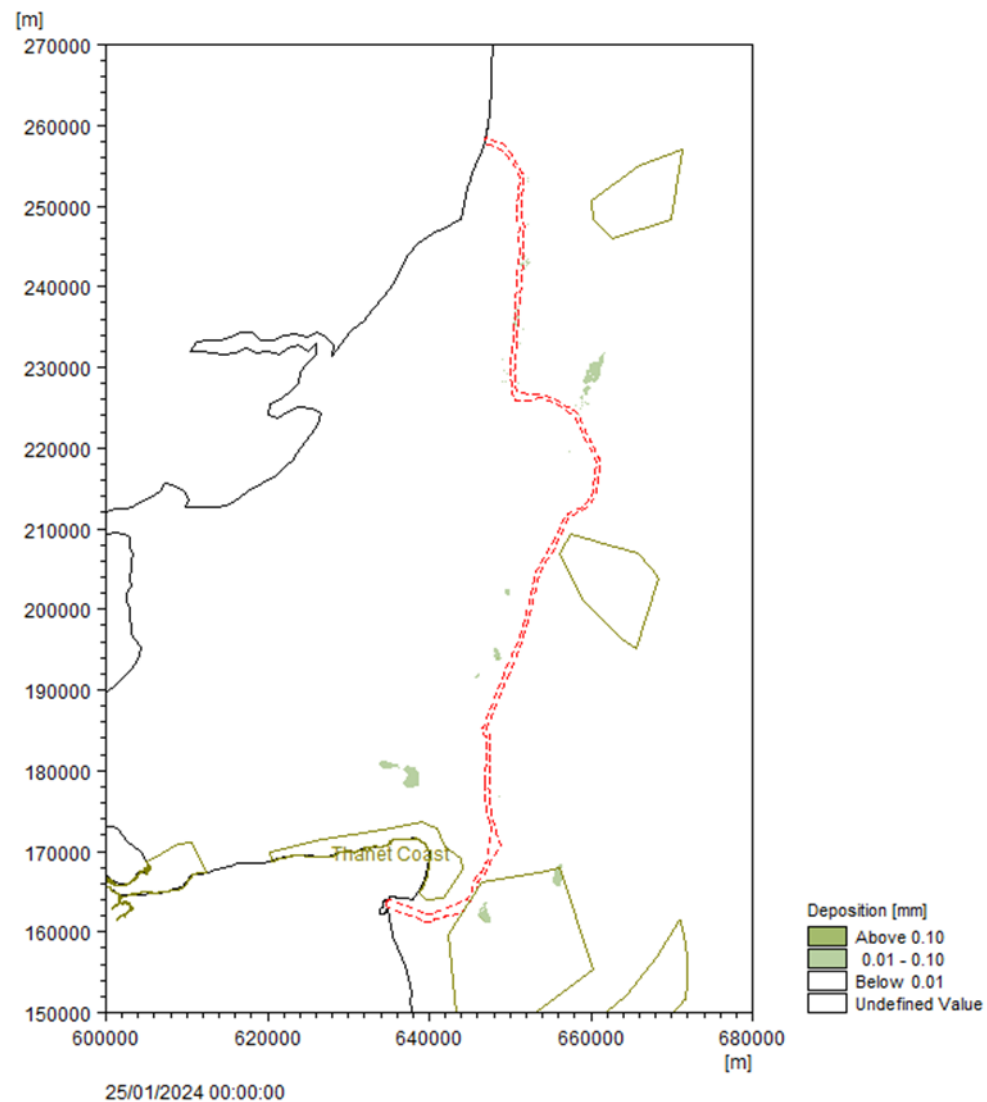 [m]
270000
260000
250000
240000
230000
220000
210000
200000
190000
180000
170000
160000
150000
Thanet Coast
600000 620000 640000 660000 680000
[m]
25/01/2024 00:00:00
Deposition [mm]
Above 0.10
0.01 - 0.10
Below 0.01
Undefined Value